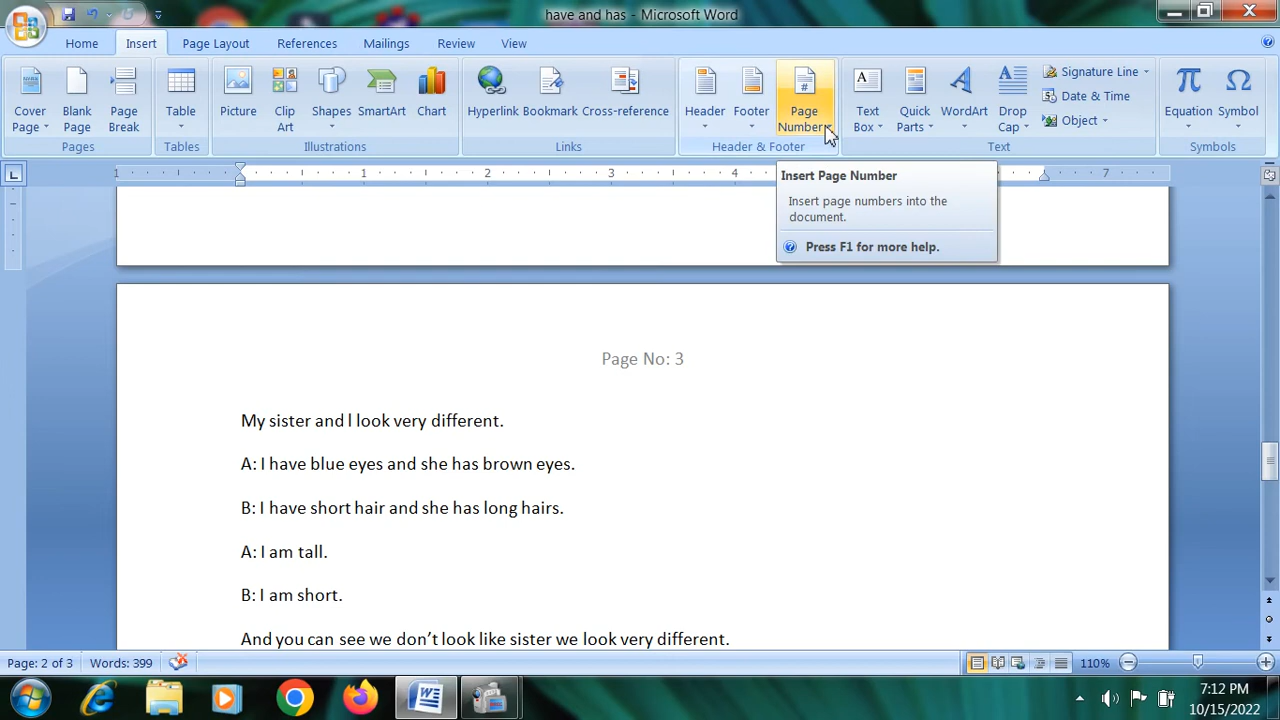 have and has - Microsoft Word
Home Insert Page Layout References Mailings Review View
Cover Page Blank Page Page Break Table Picture Clip Art Shapes SmartArt Chart Hyperlink Bookmark Cross-reference Header Footer Page Number Text Box Quick Parts WordArt Drop Cap Signature Line Date & Time Object Equation Symbol
Pages Tables Illustrations Links Header & Footer Text Symbols
1 1 2 3 4 7
Insert Page Number
Insert page numbers into the
document.
Press F1 for more help.
Page No: 3
My sister and I look very different.
A: I have blue eyes and she has brown eyes.
B: I have short hair and she has long hairs.
A: I am tall.
B: I am short.
And you can see we don’t look like sister we look very different.
Page: 2 of 3 Words: 399 110%
7:12 PM
10/15/2022